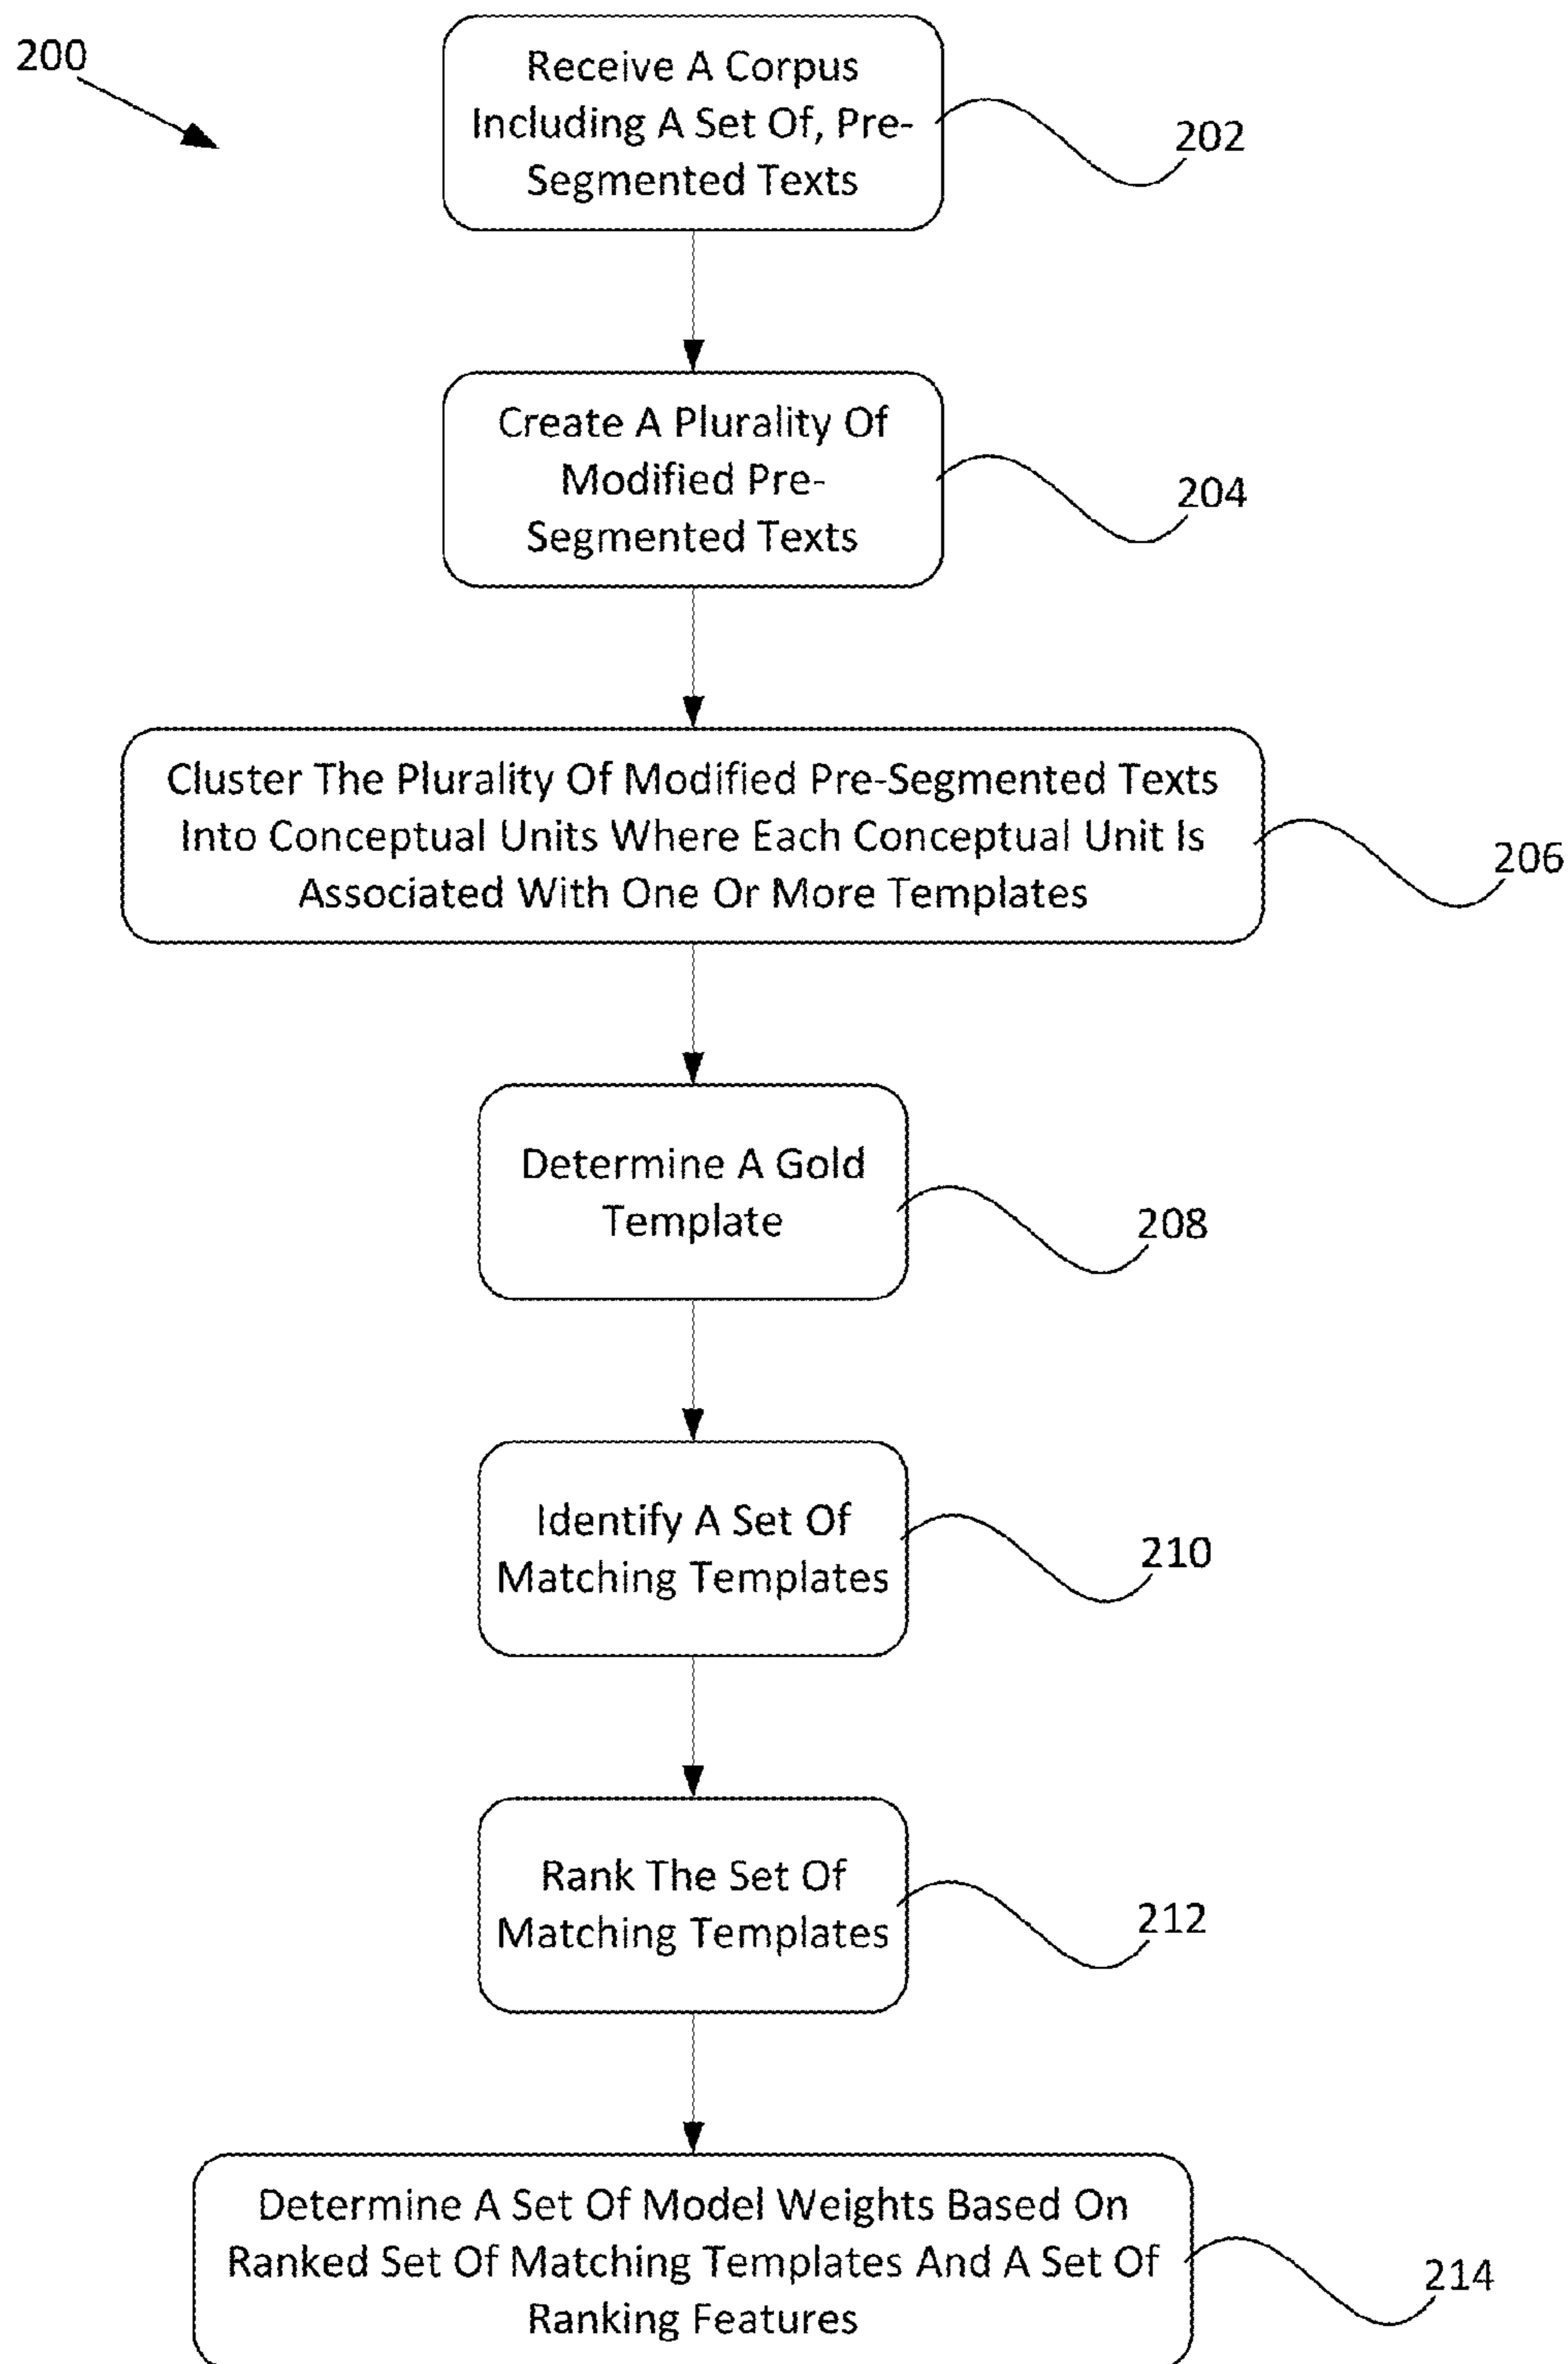 200
Receive A Corpus
Including A Set Of, Pre-
Segmented Texts
202
Create A Plurality Of
Modified Pre-
Segmented Texts
204
Cluster The Plurality Of Modified Pre-Segmented Texts
Into Conceptual Units Where Each Conceptual Unit Is
Associated With One Or More Templates
206
Determine A Gold
Template
208
Identify A Set Of
Matching Templates
210
Rank The Set Of
Matching Templates
212
Determine A Set Of Model Weights Based On
Ranked Set Of Matching Templates And A Set Of
Ranking Features
214